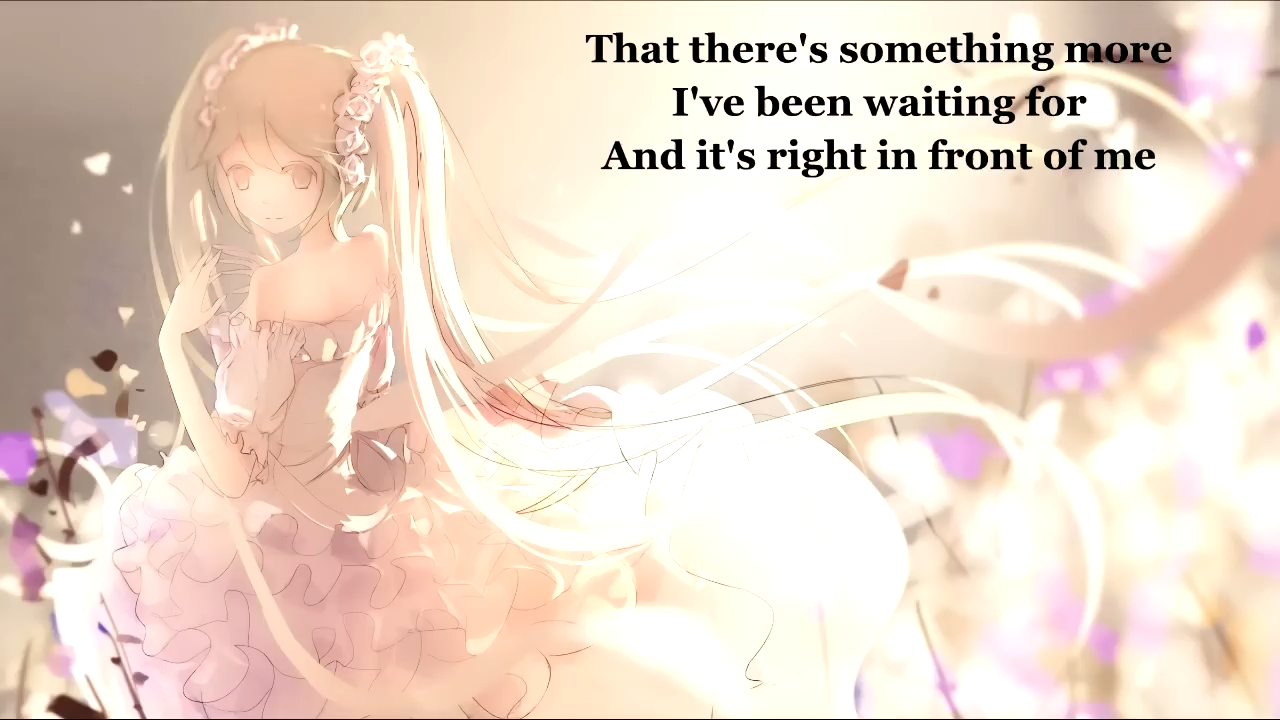 That there's something more
I've been waiting for
And it's right in front of me